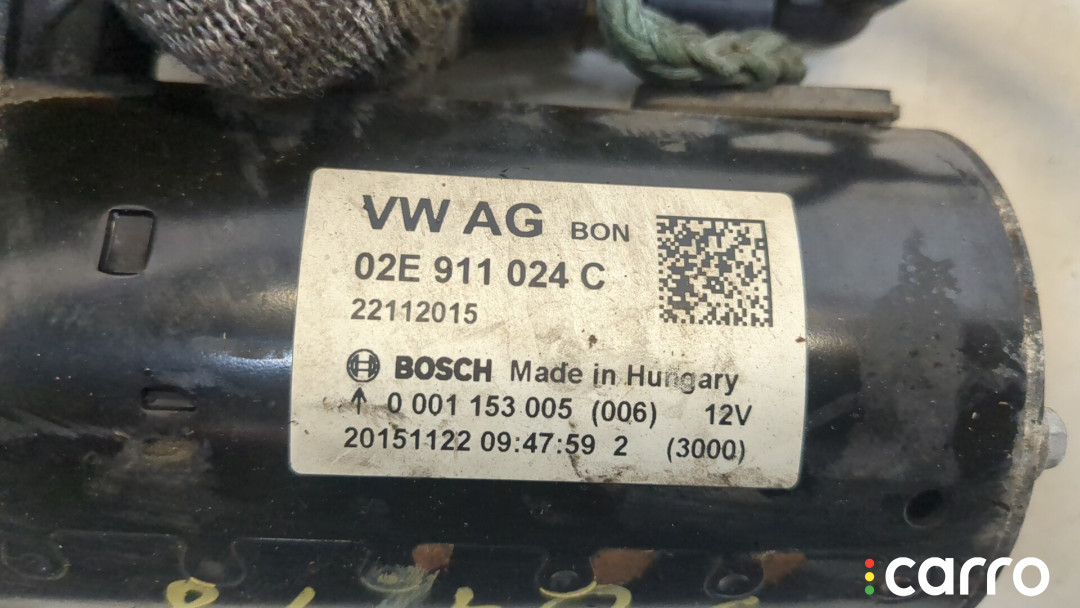 VW AG BON
02E 911 024 C
22112015
BOSCH Made in Hungary
↑ 0 001 153 005 (006) 12V
20151122 09:47:59 2 (3000)
carro